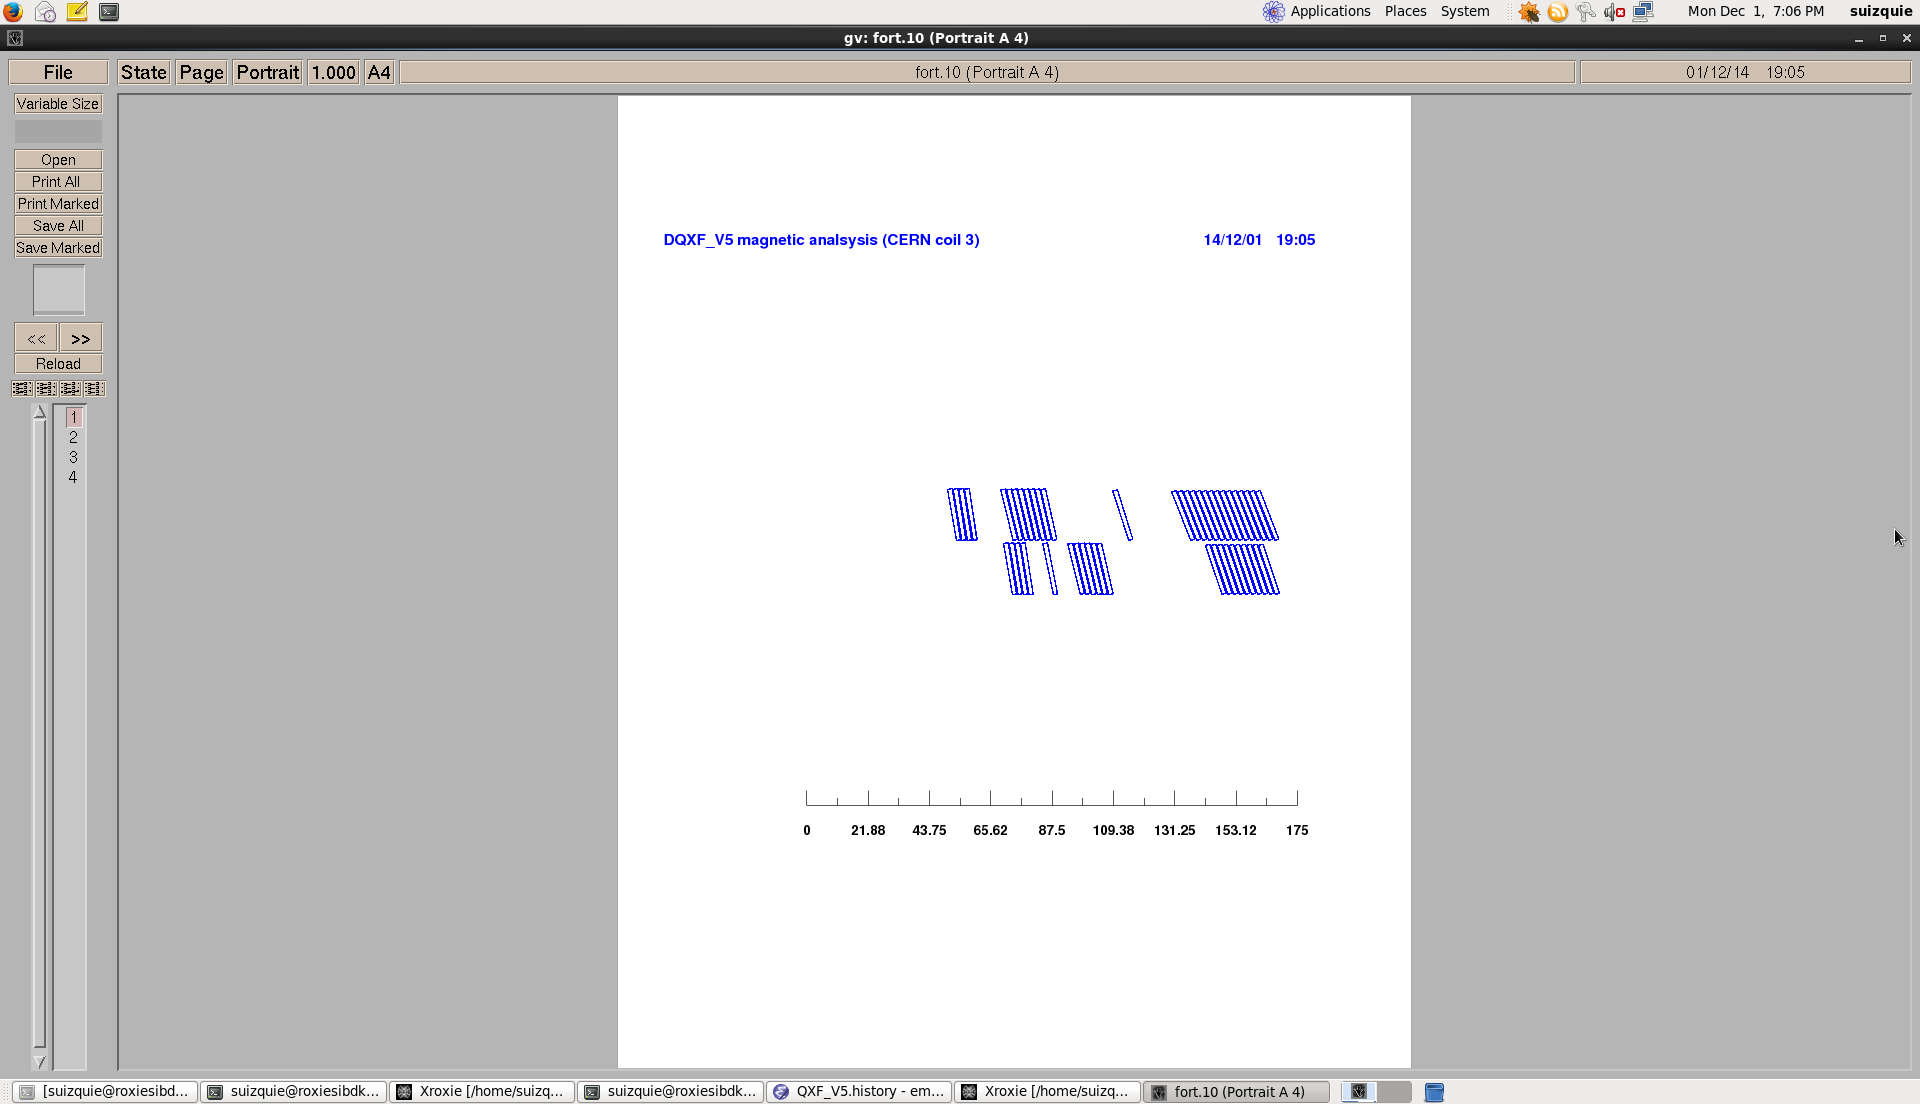 Applications Places System Mon Dec 1, 7:06 PM suizquie
gv: fort.10 (Portrait A 4)
File State Page Portrait 1.000 A4 fort.10 (Portrait A 4) 01/12/14 19:05
Variable Size
Open
Print All
Print Marked
Save All
Save Marked
<< >>
Reload
1
2
3
4
DQXF_V5 magnetic analsysis (CERN coil 3) 14/12/01 19:05
0 21.88 43.75 65.62 87.5 109.38 131.25 153.12 175
[suizquie@roxiesibd... suizquie@roxiesibdk... Xroxie [/home/suizq... suizquie@roxiesibdk... QXF_V5.history - em... Xroxie [/home/suizq... fort.10 (Portrait A 4)